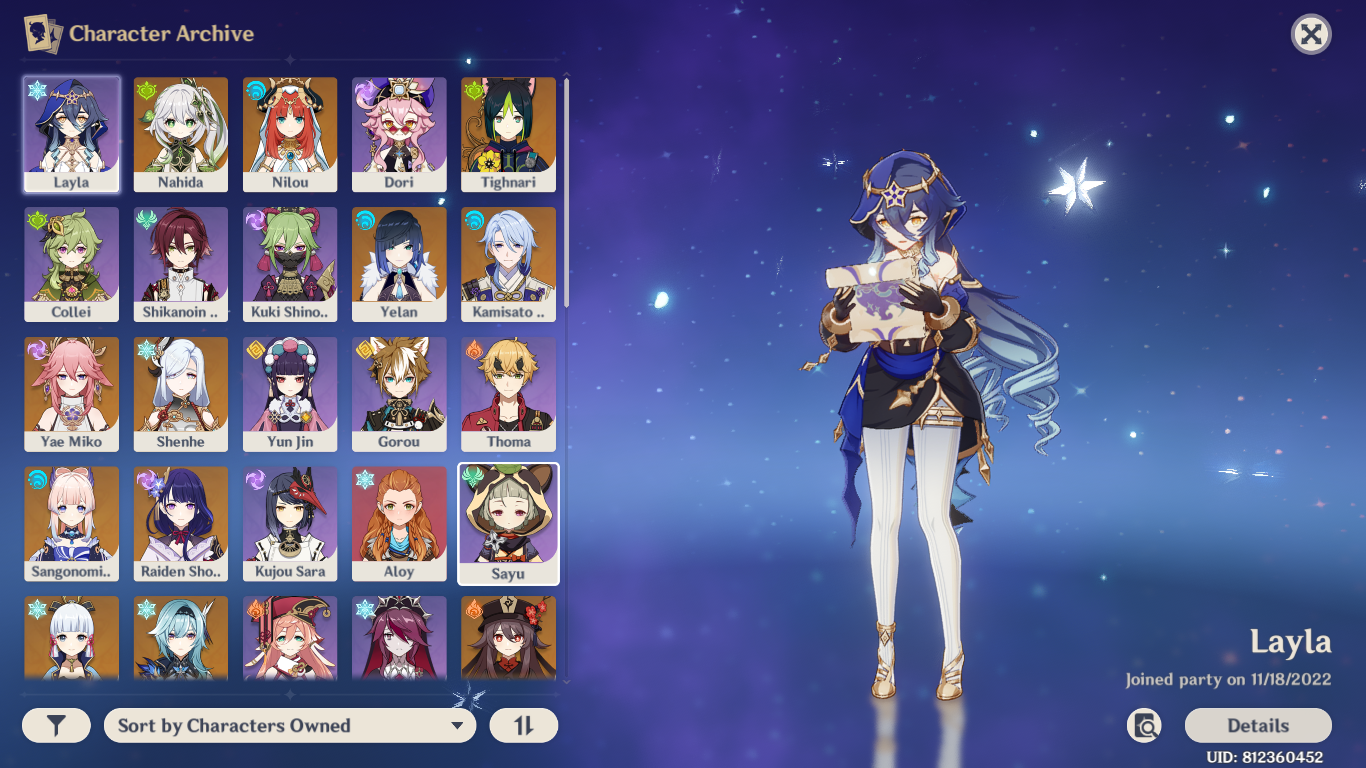 Character Archive
Layla
Nahida
Nilou
Dori
Tighnari
Collei
Shikanoin ..
Kuki Shino..
Yelan
Kamisato ..
Yae Miko
Shenhe
Yun Jin
Gorou
Thoma
Sangonomi..
Raiden Sho..
Kujou Sara
Aloy
Sayu
Sort by Characters Owned
Layla
Joined party on 11/18/2022
Details
UID: 812360452